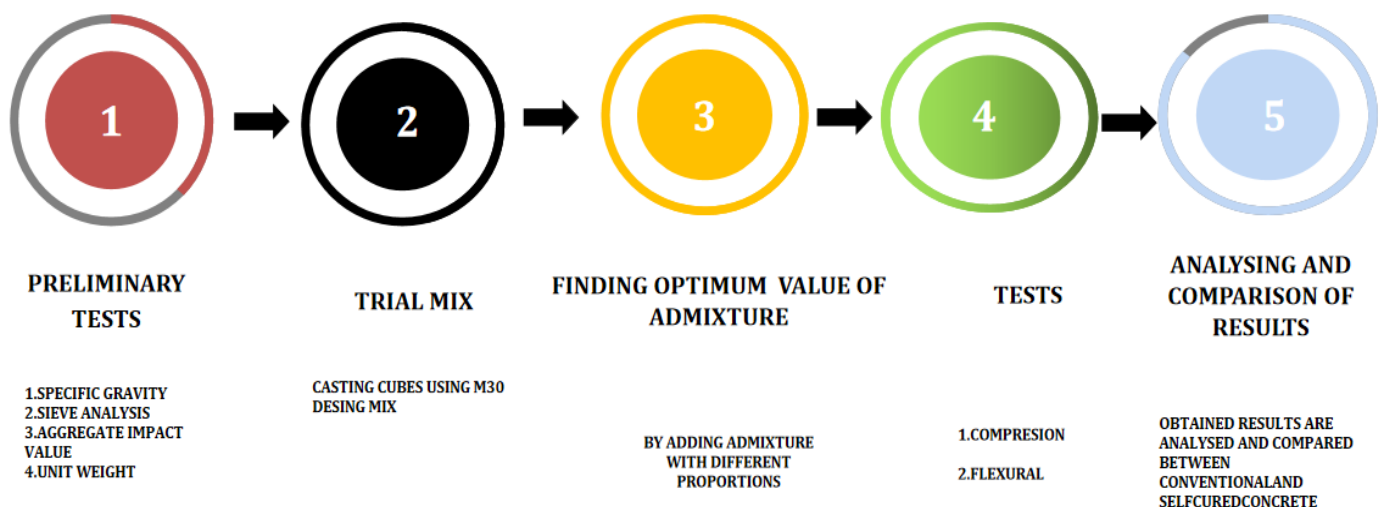 1
2
3
4
5
PRELIMINARY
TESTS
TRIAL MIX
FINDING OPTIMUM VALUE OF
ADMIXTURE
TESTS
ANALYSING AND
COMPARISON OF
RESULTS
1.SPECIFIC GRAVITY
2.SIEVE ANALYSIS
3.AGGREGATE IMPACT
VALUE
4.UNIT WEIGHT
CASTING CUBES USING M30
DESING MIX
BY ADDING ADMIXTURE
WITH DIFFERENT
PROPORTIONS
1.COMPRESION
2.FLEXURAL
OBTAINED RESULTS ARE
ANALYSED AND COMPARED
BETWEEN
CONVENTIONALAND
SELFCUREDCONCRETE